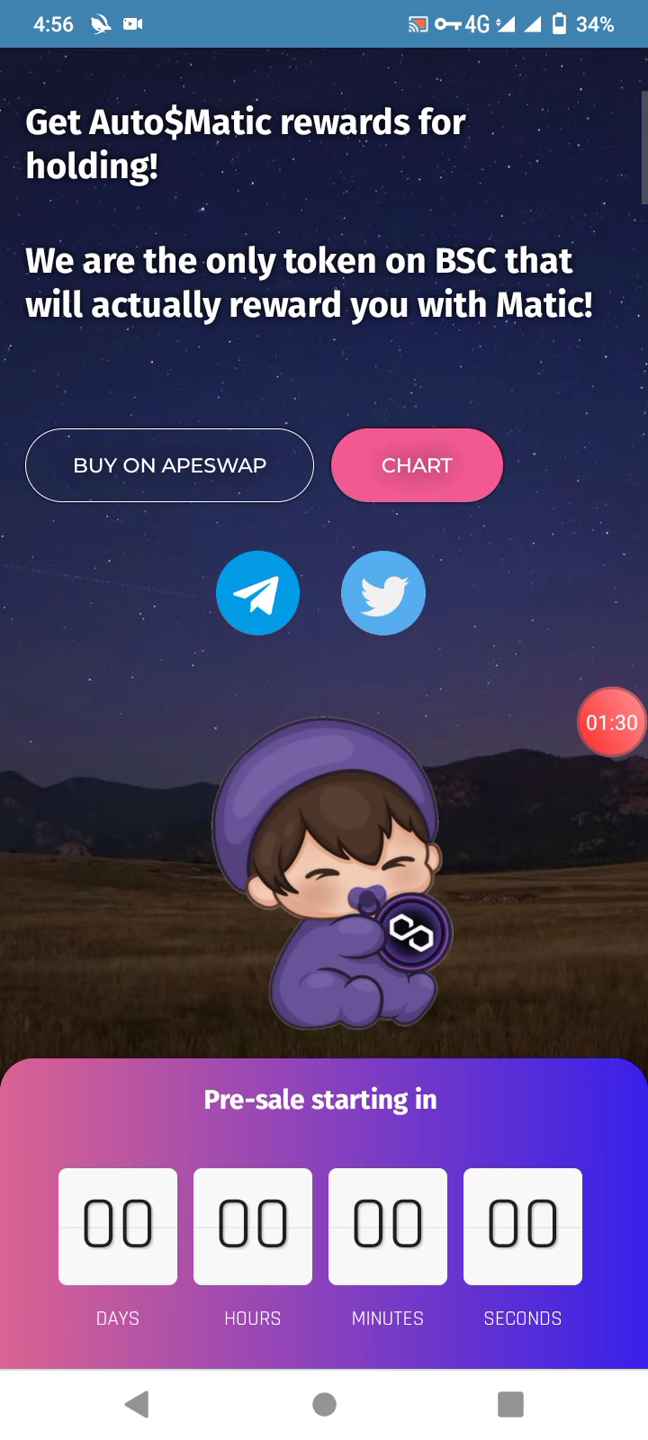 4:56
4G
34%
Get Auto$Matic rewards for
holding!
We are the only token on BSC that
will actually reward you with Matic!
BUY ON APESWAP
CHART
01:30
Pre-sale starting in
00 00 00 00
DAYS HOURS MINUTES SECONDS